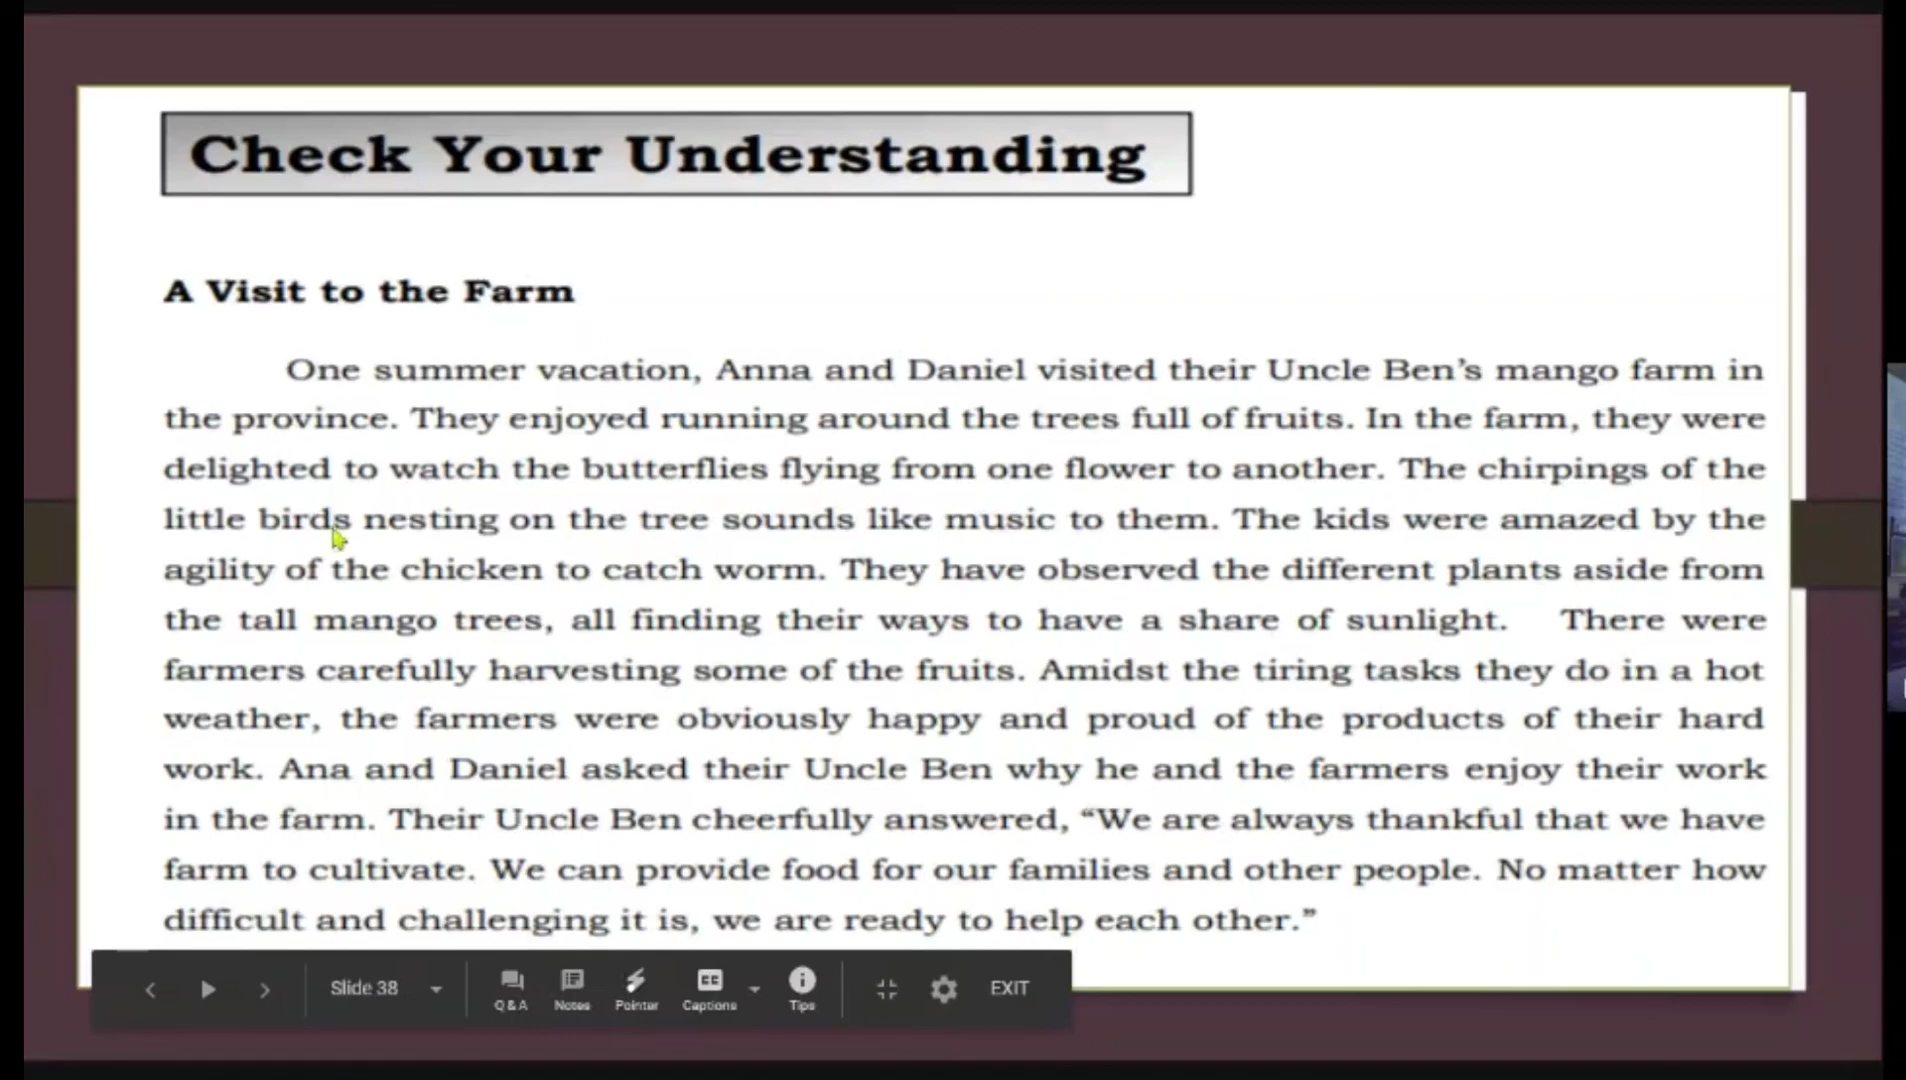 Check Your Understanding
A Visit to the Farm
One summer vacation, Anna and Daniel visited their Uncle Ben's mango farm in
the province. They enjoyed running around the trees full of fruits. In the farm, they were
delighted to watch the butterflies flying from one flower to another. The chirpings of the
little birds nesting on the tree sounds like music to them. The kids were amazed by the
agility of the chicken to catch worm. They have observed the different plants aside from
the tall mango trees, all finding their ways to have a share of sunlight. There were
farmers carefully harvesting some of the fruits. Amidst the tiring tasks they do in a hot
weather, the farmers were obviously happy and proud of the products of their hard
work. Ana and Daniel asked their Uncle Ben why he and the farmers enjoy their work
in the farm. Their Uncle Ben cheerfully answered, “We are always thankful that we have
farm to cultivate. We can provide food for our families and other people. No matter how
difficult and challenging it is, we are ready to help each other.”
Slide 38 Q&A Notes Pointer CC Captions Tips EXIT